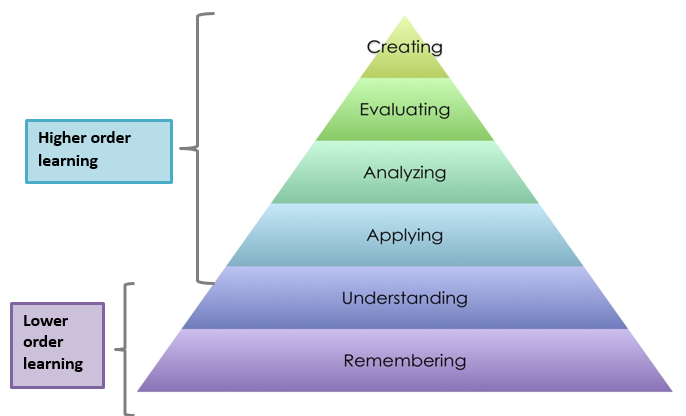 Creating
Evaluating
Higher order
learning
Analyzing
Applying
Understanding
Lower
order
learning
Remembering